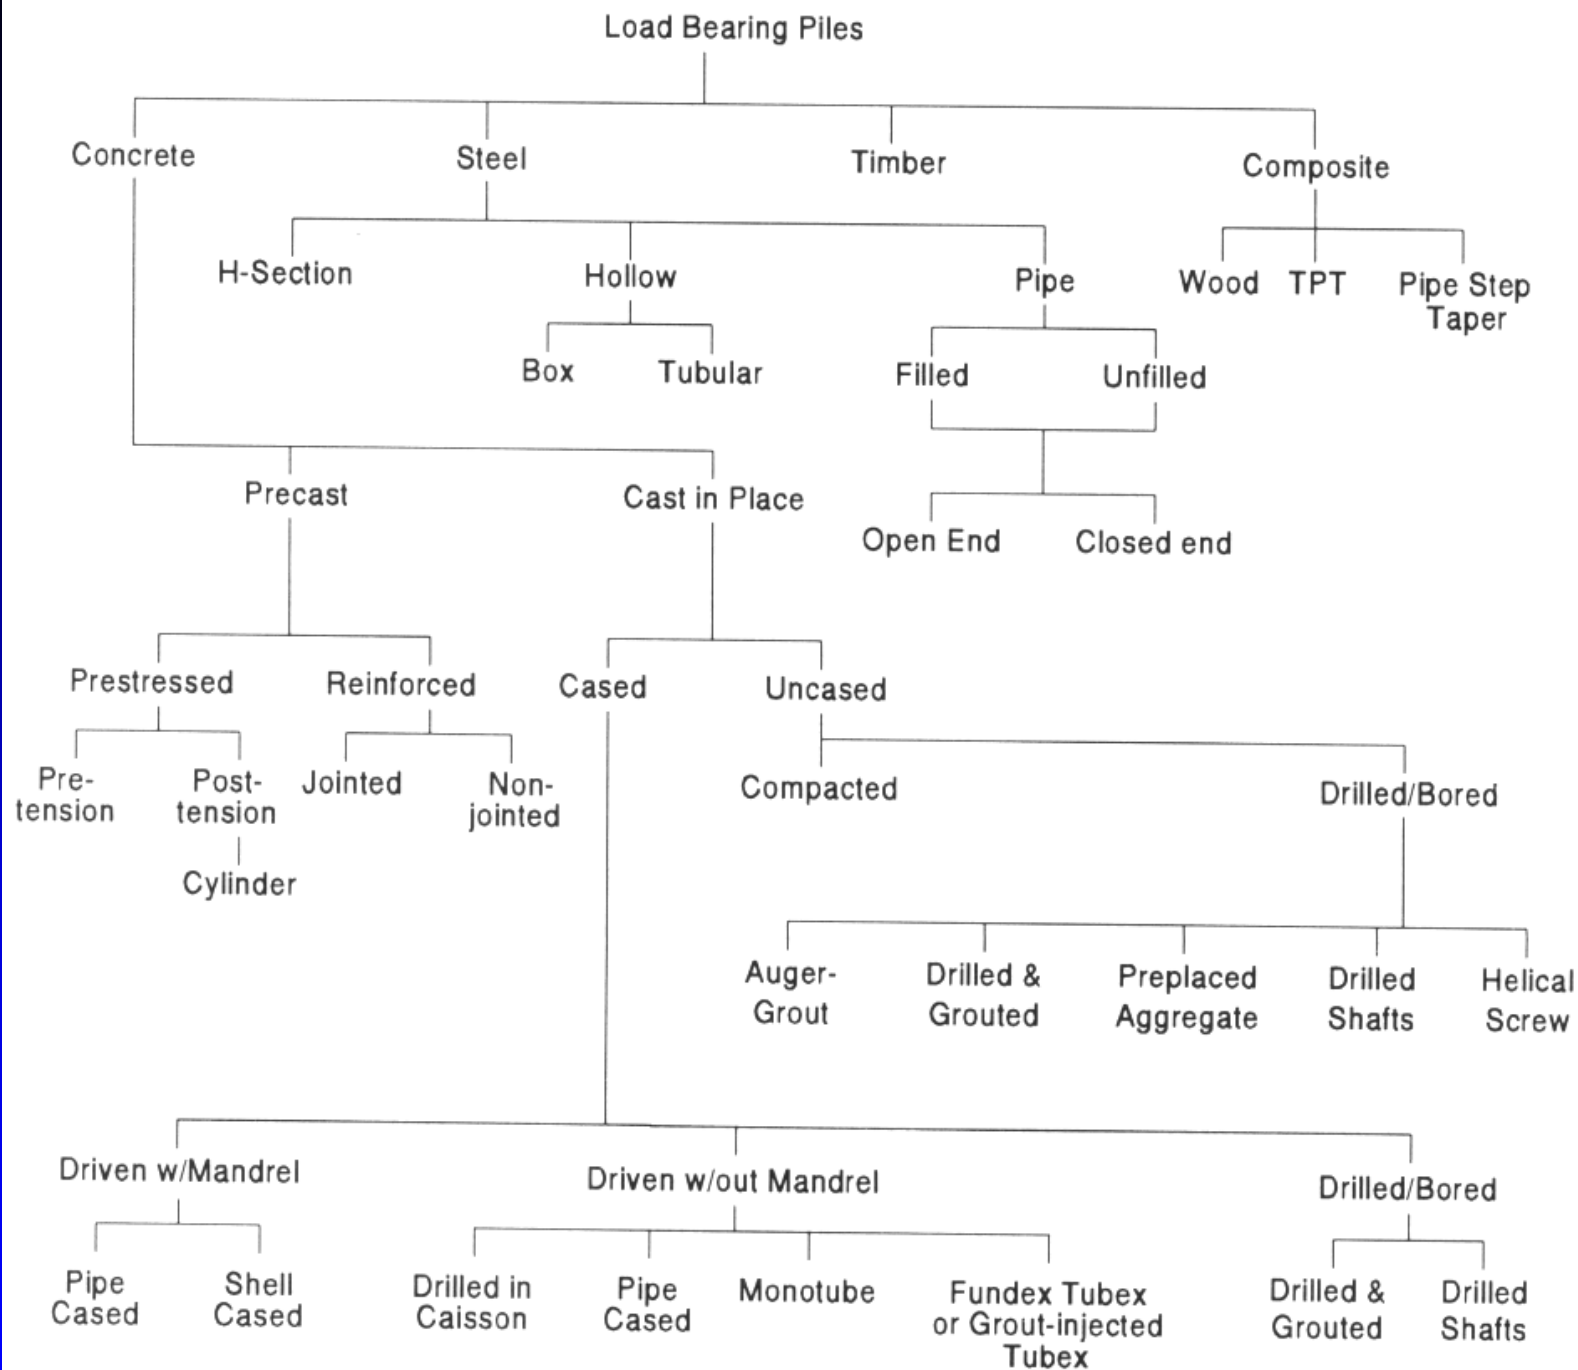 Load Bearing Piles
Concrete
Steel
Timber
Composite
H-Section
Hollow
Pipe
Wood
TPT
Pipe Step
Taper
Box
Tubular
Filled
Unfilled
Precast
Cast in Place
Open End
Closed end
Prestressed
Reinforced
Cased
Uncased
Pre-
tension
Post-
tension
Jointed
Non-
jointed
Compacted
Drilled/Bored
Cylinder
Auger-
Grout
Drilled &
Grouted
Preplaced
Aggregate
Drilled
Shafts
Helical
Screw
Driven w/Mandrel
Driven w/out Mandrel
Drilled/Bored
Pipe
Cased
Shell
Cased
Drilled in
Caisson
Pipe
Cased
Monotube
Fundex Tubex
or Grout-injected
Tubex
Drilled &
Grouted
Drilled
Shafts